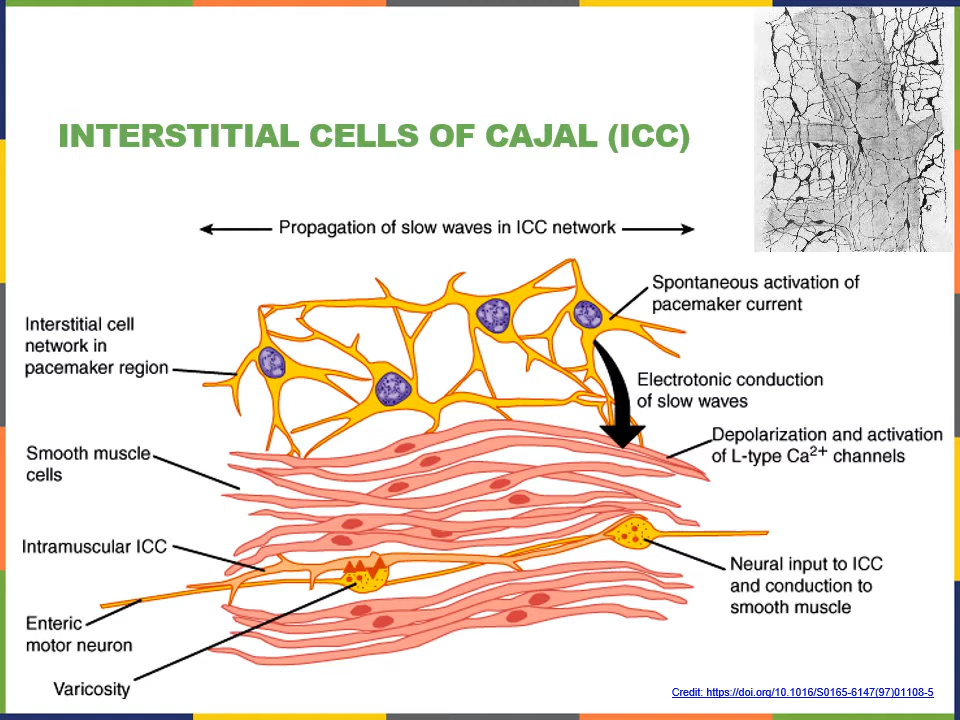 INTERSTITIAL CELLS OF CAJAL (ICC)
Propagation of slow waves in ICC network
Spontaneous activation of
pacemaker current
Interstitial cell
network in
pacemaker region
Electrotonic conduction
of slow waves
Depolarization and activation
of L-type Ca2+ channels
Smooth muscle
cells
Intramuscular ICC
Neural input to ICC
and conduction to
smooth muscle
Enteric
motor neuron
Varicosity
Credit: https://doi.org/10.1016/S0165-6147(97)01108-5